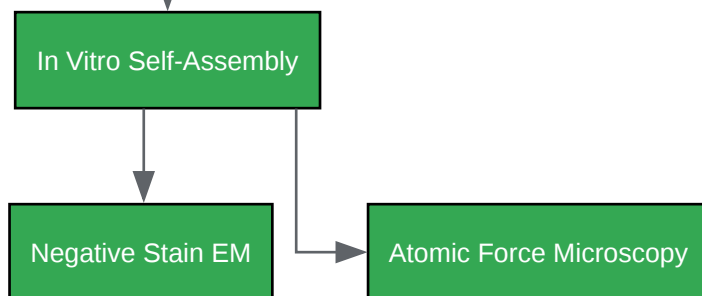 In Vitro Self-Assembly
Negative Stain EM
Atomic Force Microscopy